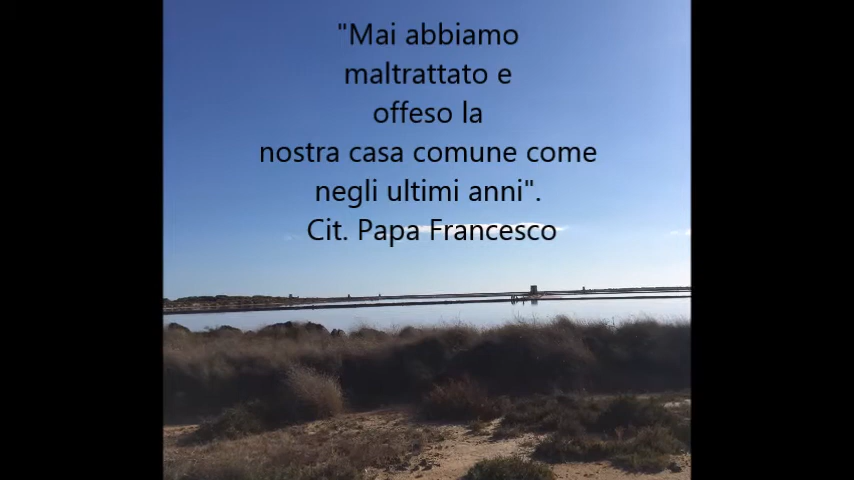 "Mai abbiamo
maltrattato e
offeso la
nostra casa comune come
negli ultimi anni".
Cit. Papa Francesco